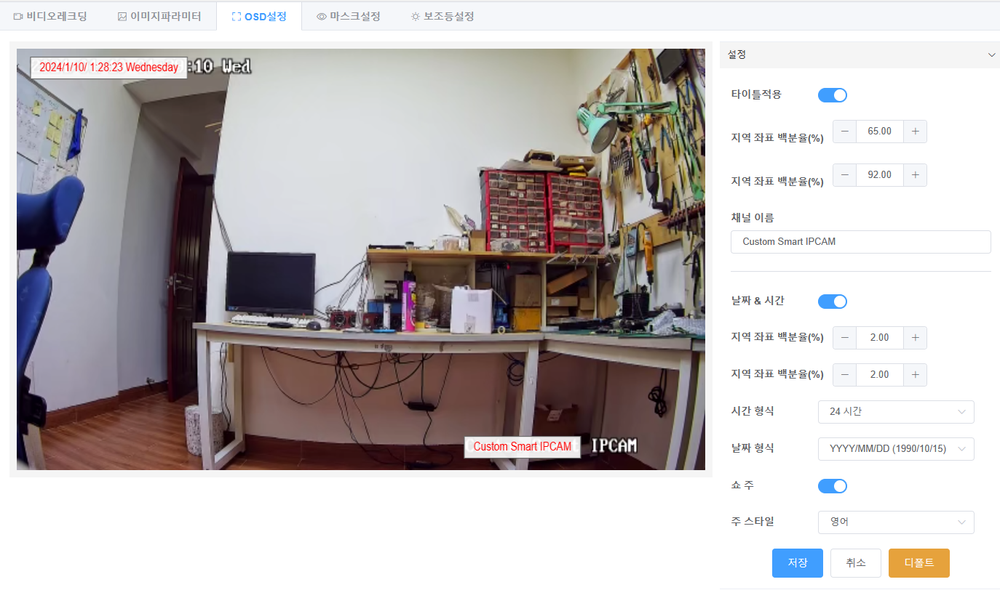 비디오레크딩 이미지파라미터 OSD설정 마스크설정 보조등설정
2024/1/10/ 1:28:23 Wednesday :10 Wed
Custom Smart IPCAM IPCAM
설정
타이틀적용
지역 좌표 백분율(%) 65.00
지역 좌표 백분율(%) 92.00
채널 이름
Custom Smart IPCAM
날짜 & 시간
지역 좌표 백분율(%) 2.00
지역 좌표 백분율(%) 2.00
시간 형식 24 시간
날짜 형식 YYYY/MM/DD (1990/10/15)
쇼 주
주 스타일 영어
저장 취소 디폴트